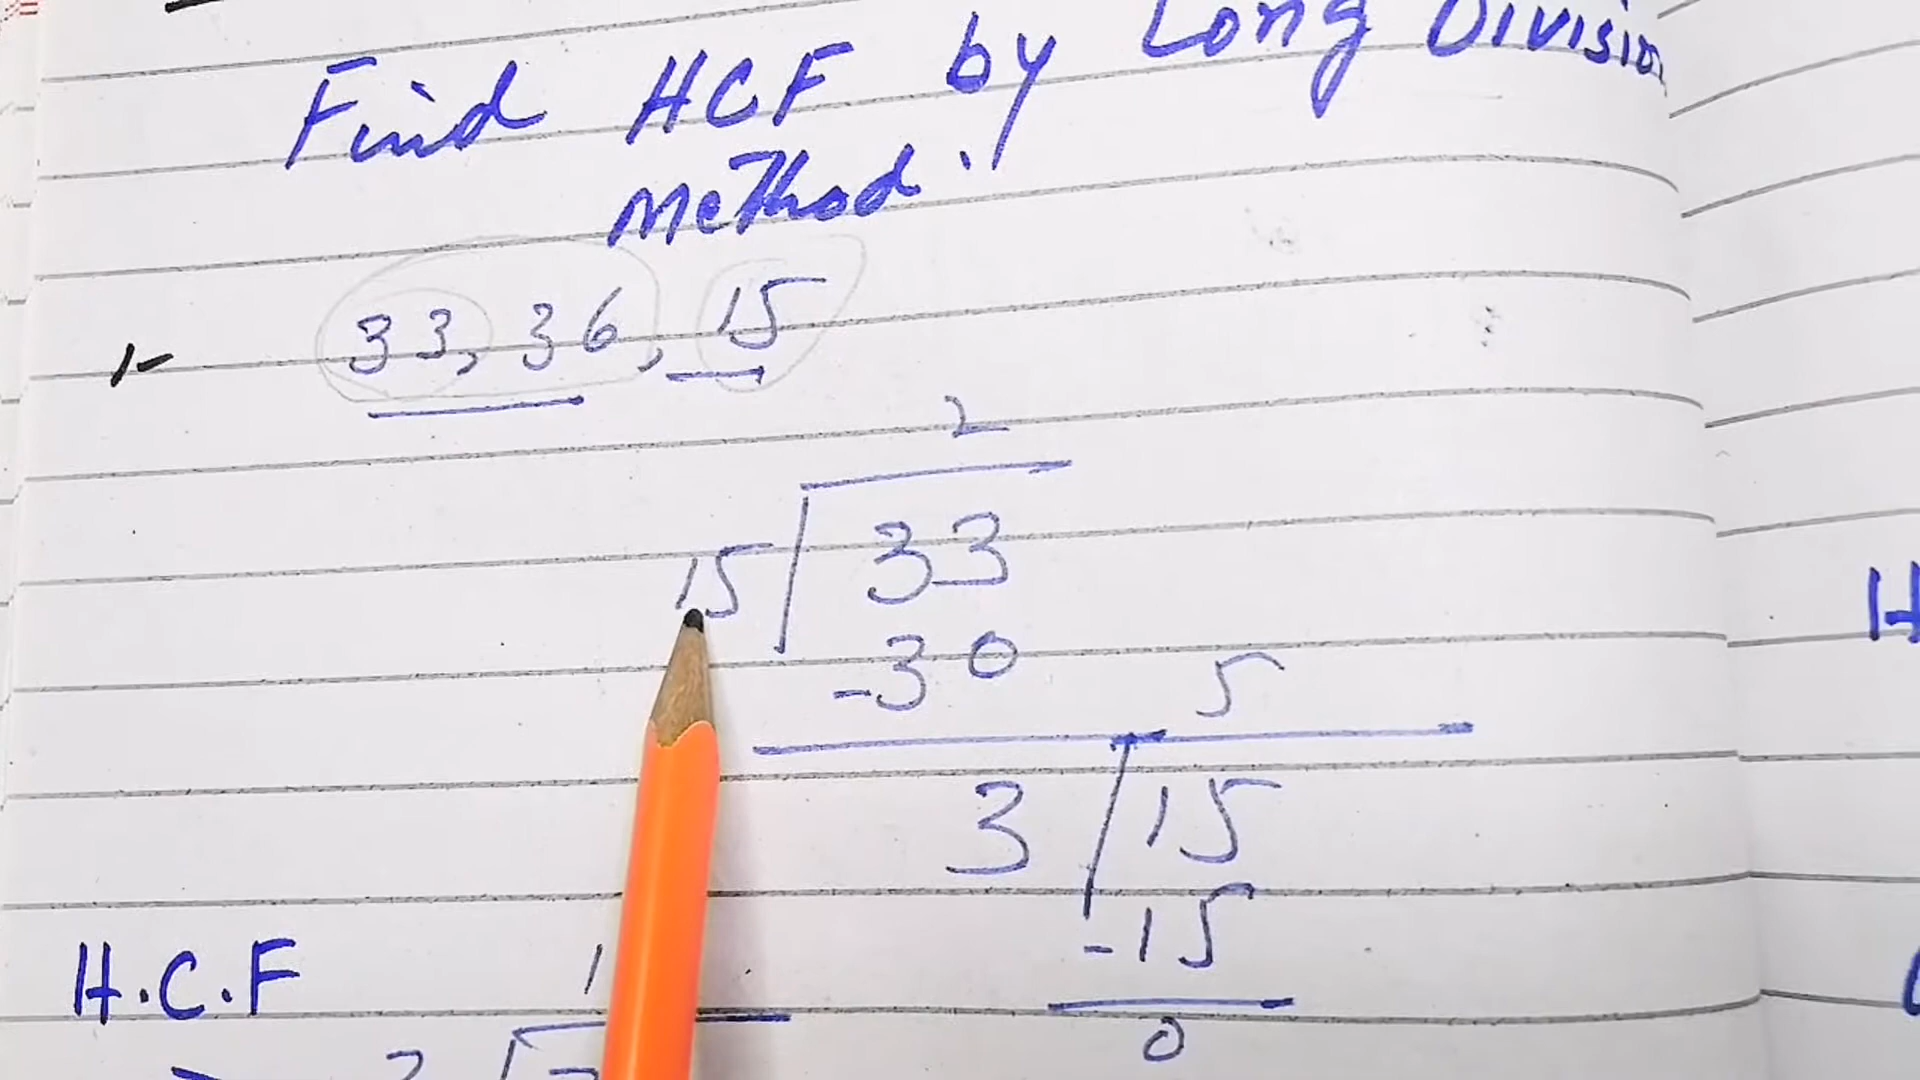 Find HCF by Long Division
Method.
1- 33, 36, 15
2
15 33
-30
5
3 15
-15
0
H.C.F
1
H